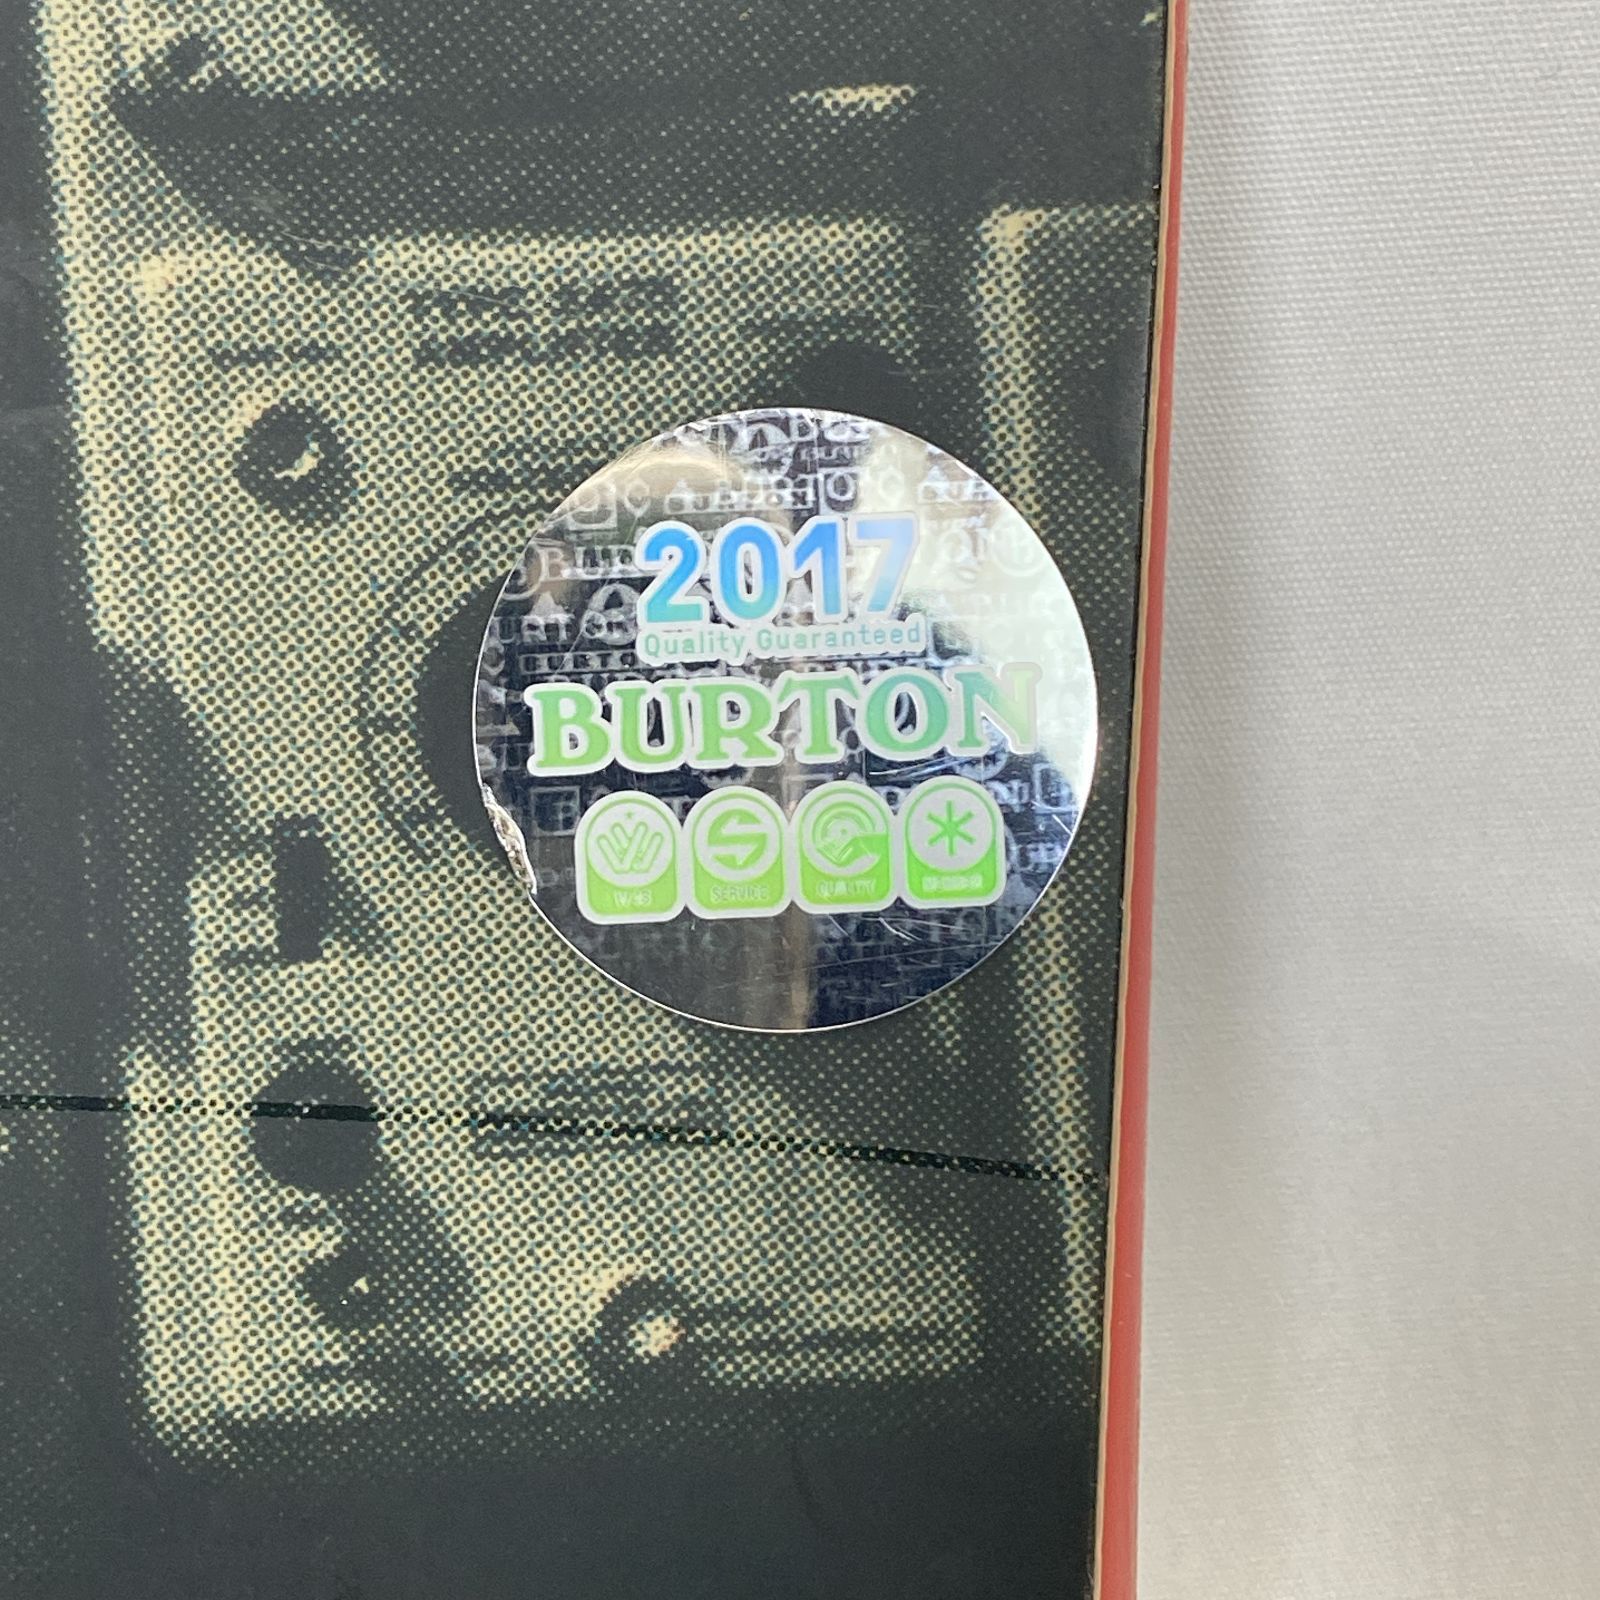 2017
Quality Guaranteed
BURTON
SERVICE QUALITY